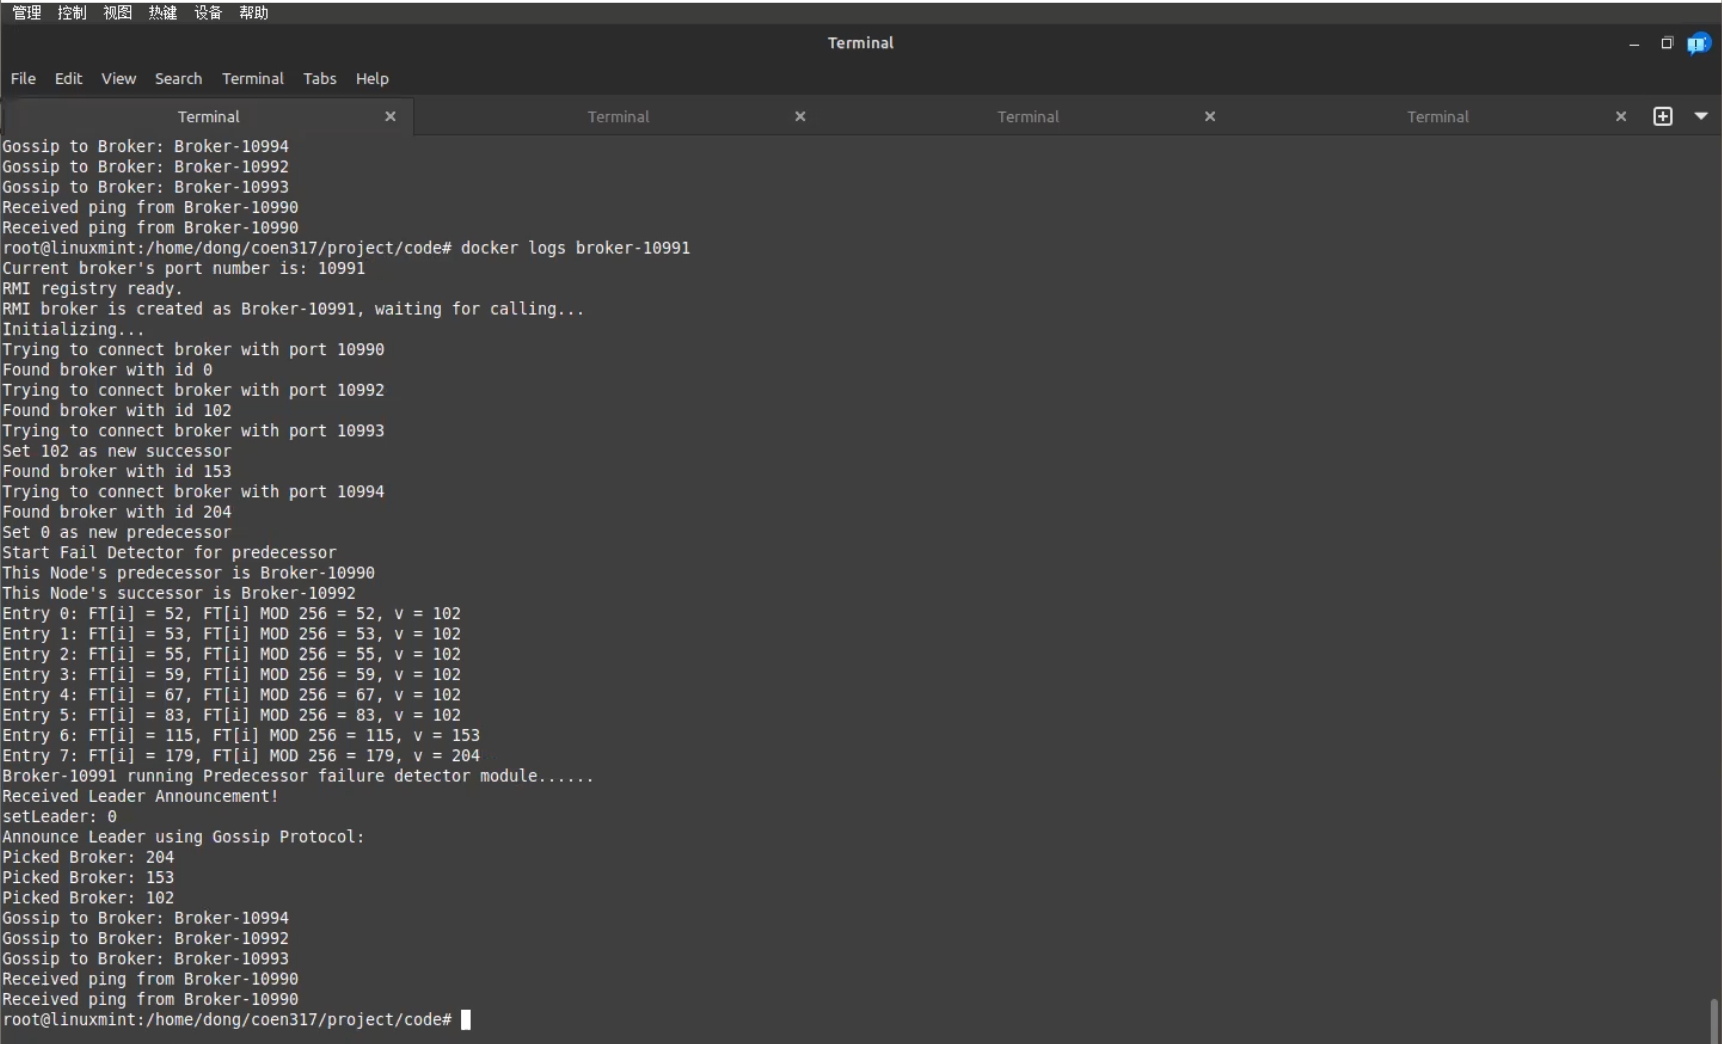 管理 控制 视图 热键 设备 帮助
Terminal
File Edit View Search Terminal Tabs Help
Terminal Terminal Terminal Terminal
Gossip to Broker: Broker-10994
Gossip to Broker: Broker-10992
Gossip to Broker: Broker-10993
Received ping from Broker-10990
Received ping from Broker-10990
root@linuxmint:/home/dong/coen317/project/code# docker logs broker-10991
Current broker's port number is: 10991
RMI registry ready.
RMI broker is created as Broker-10991, waiting for calling...
Initializing...
Trying to connect broker with port 10990
Found broker with id 0
Trying to connect broker with port 10992
Found broker with id 102
Trying to connect broker with port 10993
Set 102 as new successor
Found broker with id 153
Trying to connect broker with port 10994
Found broker with id 204
Set 0 as new predecessor
Start Fail Detector for predecessor
This Node's predecessor is Broker-10990
This Node's successor is Broker-10992
Entry 0: FT[i] = 52, FT[i] MOD 256 = 52, v = 102
Entry 1: FT[i] = 53, FT[i] MOD 256 = 53, v = 102
Entry 2: FT[i] = 55, FT[i] MOD 256 = 55, v = 102
Entry 3: FT[i] = 59, FT[i] MOD 256 = 59, v = 102
Entry 4: FT[i] = 67, FT[i] MOD 256 = 67, v = 102
Entry 5: FT[i] = 83, FT[i] MOD 256 = 83, v = 102
Entry 6: FT[i] = 115, FT[i] MOD 256 = 115, v = 153
Entry 7: FT[i] = 179, FT[i] MOD 256 = 179, v = 204
Broker-10991 running Predecessor failure detector module......
Received Leader Announcement!
setLeader: 0
Announce Leader using Gossip Protocol:
Picked Broker: 204
Picked Broker: 153
Picked Broker: 102
Gossip to Broker: Broker-10994
Gossip to Broker: Broker-10992
Gossip to Broker: Broker-10993
Received ping from Broker-10990
Received ping from Broker-10990
root@linuxmint:/home/dong/coen317/project/code#